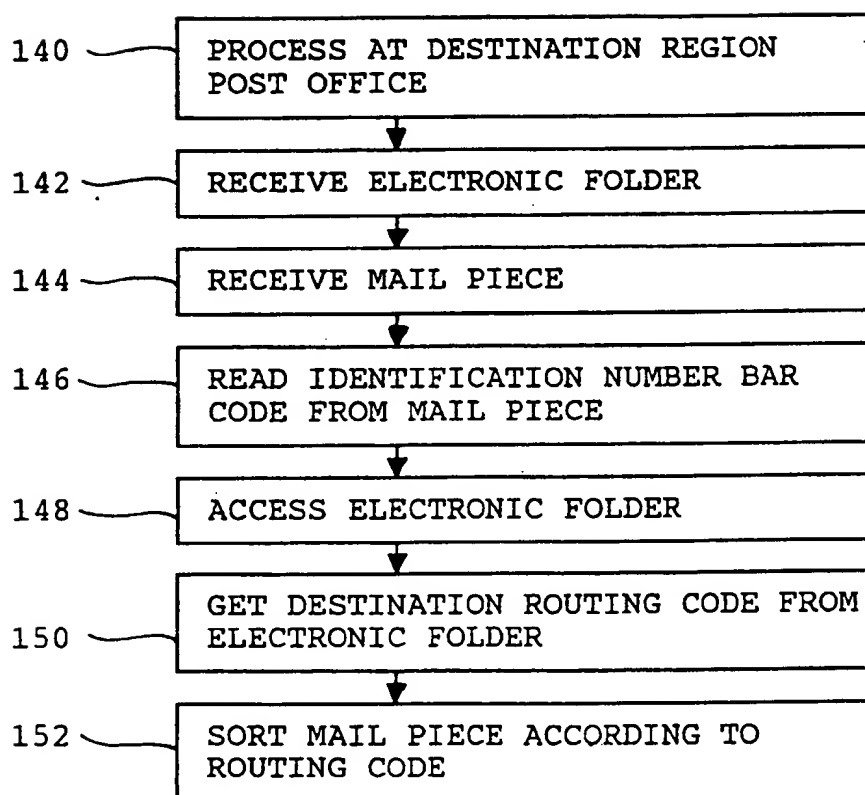 140 PROCESS AT DESTINATION REGION
POST OFFICE
142 RECEIVE ELECTRONIC FOLDER
144 RECEIVE MAIL PIECE
146 READ IDENTIFICATION NUMBER BAR
CODE FROM MAIL PIECE
148 ACCESS ELECTRONIC FOLDER
GET DESTINATION ROUTING CODE FROM
150 ELECTRONIC FOLDER
152 SORT MAIL PIECE ACCORDING TO
ROUTING CODE